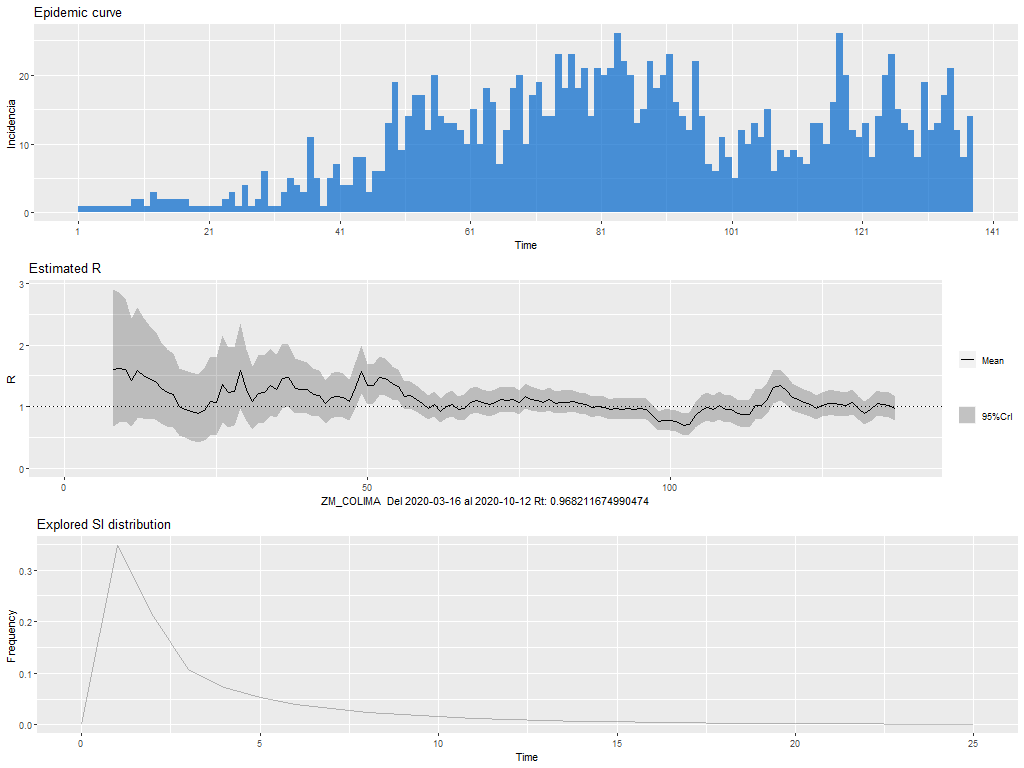 Epidemic curve
Incidencia
20
10
0
1 21 41 61 81 101 121 141
Time
Estimated R
R
3
2
1
0
0 50 100
ZM_COLIMA Del 2020-03-16 al 2020-10-12 Rt: 0.968211674990474
Mean
95%CrI
Explored SI distribution
Frequency
0.3
0.2
0.1
0.0
0 5 10 15 20 25
Time